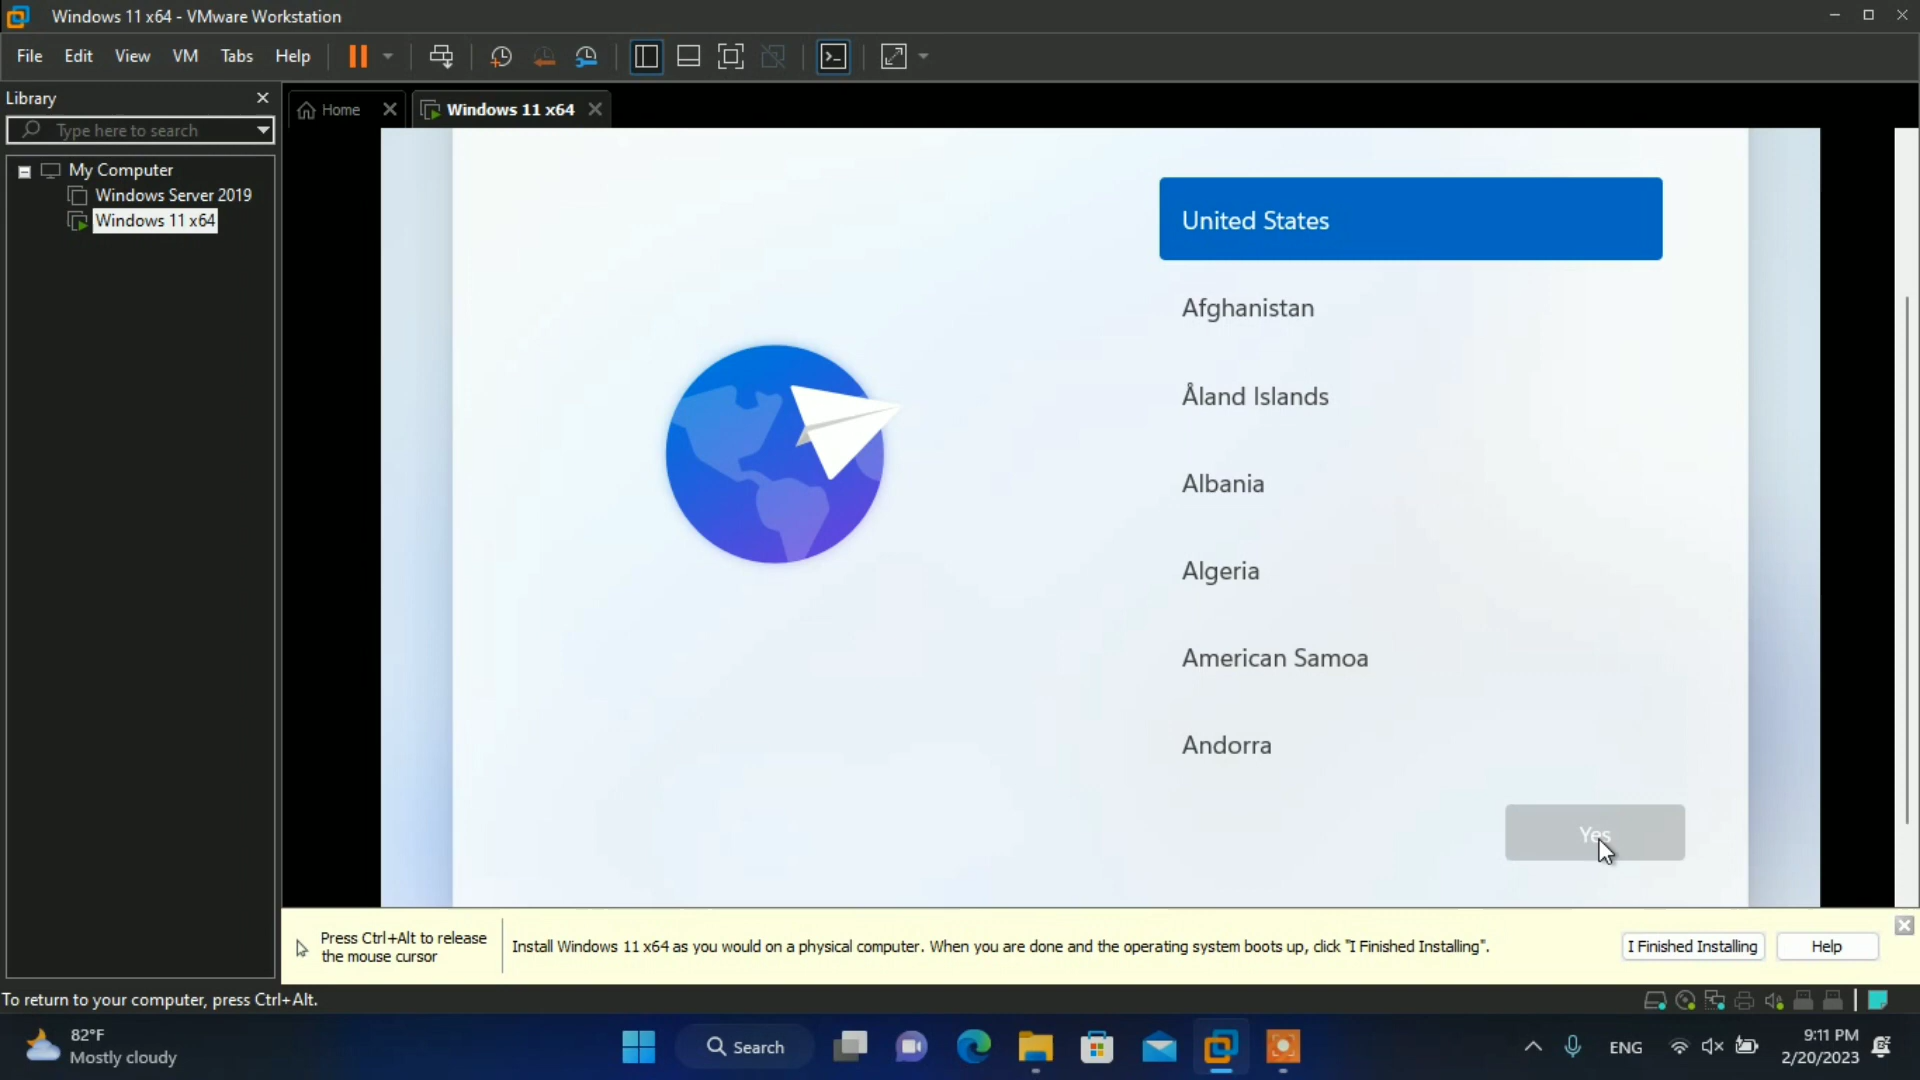 Windows 11 x64 - VMware Workstation
File Edit View VM Tabs Help
Library
Type here to search
My Computer
Windows Server 2019
Windows 11 x64
Home
Windows 11 x64
United States
Afghanistan
Åland Islands
Albania
Algeria
American Samoa
Andorra
Yes
Press Ctrl+Alt to release
the mouse cursor
Install Windows 11 x64 as you would on a physical computer. When you are done and the operating system boots up, click "I Finished Installing".
I Finished Installing
Help
To return to your computer, press Ctrl+Alt.
82°F
Mostly cloudy
Search
ENG
9:11 PM
2/20/2023